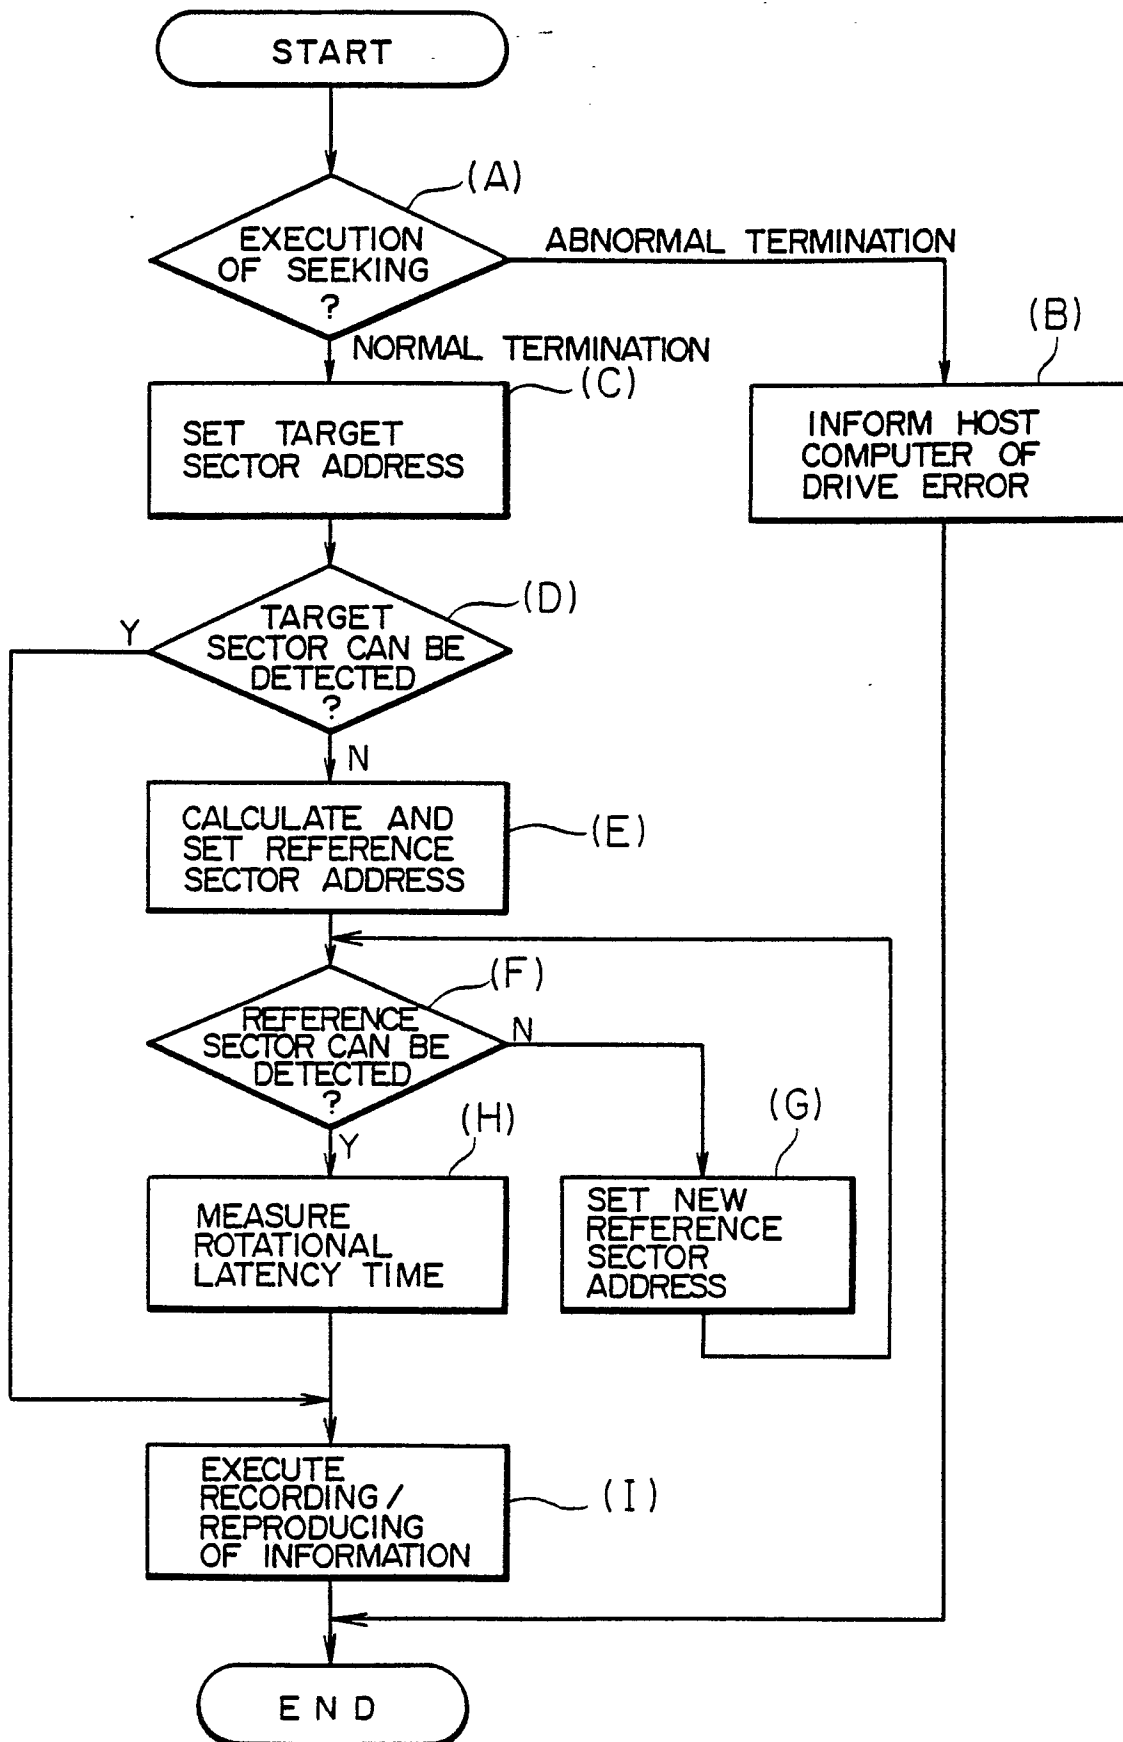 START
(A)
EXECUTION
OF SEEKING
?
ABNORMAL TERMINATION
(B)
NORMAL TERMINATION
(C)
INFORM HOST
COMPUTER OF
DRIVE ERROR
SET TARGET
SECTOR ADDRESS
(D)
TARGET
SECTOR CAN BE
DETECTED
?
Y
N
CALCULATE AND
SET REFERENCE
SECTOR ADDRESS
(E)
(F)
REFERENCE
SECTOR CAN BE
DETECTED
?
N
Y
(H)
(G)
MEASURE
ROTATIONAL
LATENCY TIME
SET NEW
REFERENCE
SECTOR
ADDRESS
EXECUTE
RECORDING/
REPRODUCING
OF INFORMATION
(I)
END